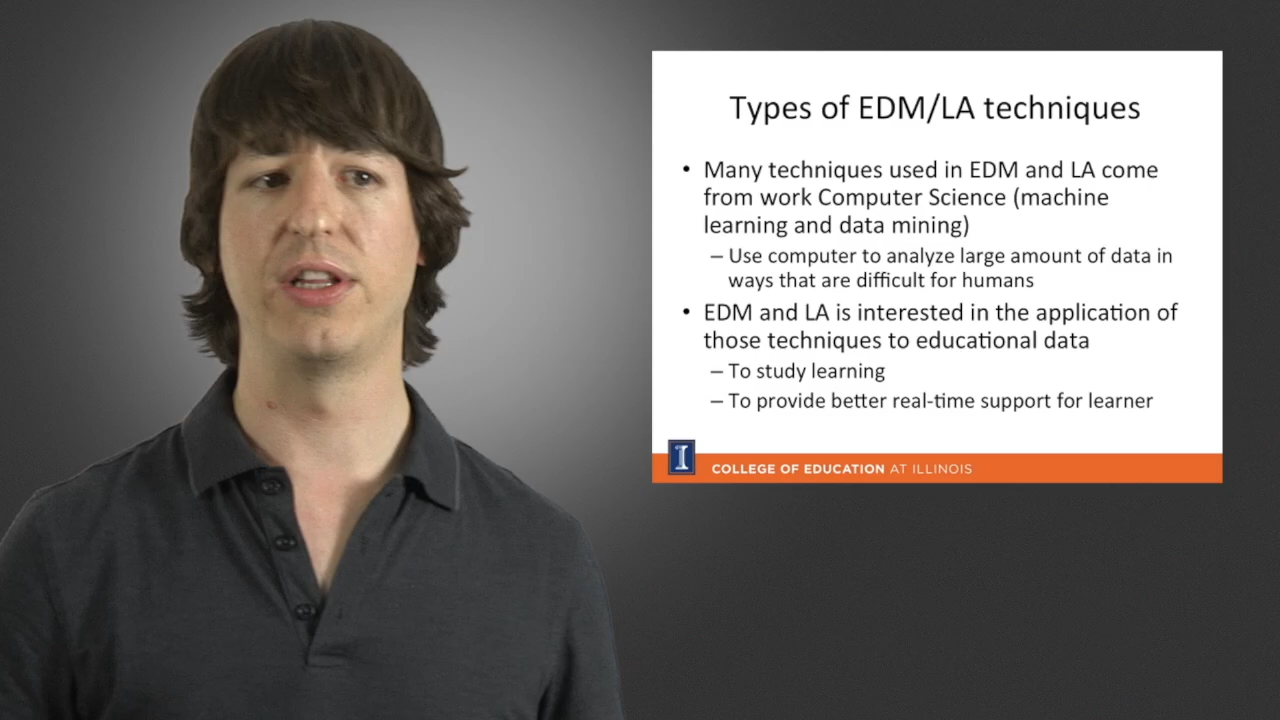 Types of EDM/LA techniques
• Many techniques used in EDM and LA come
from work Computer Science (machine
learning and data mining)
– Use computer to analyze large amount of data in
ways that are difficult for humans
• EDM and LA is interested in the application of
those techniques to educational data
– To study learning
– To provide better real-time support for learner
I
COLLEGE OF EDUCATION AT ILLINOIS